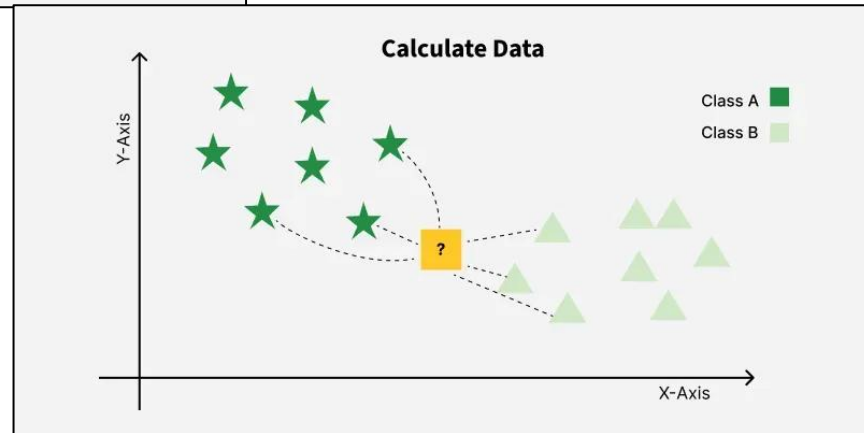 Calculate Data
Class A
Class B
Y-Axis
?
X-Axis